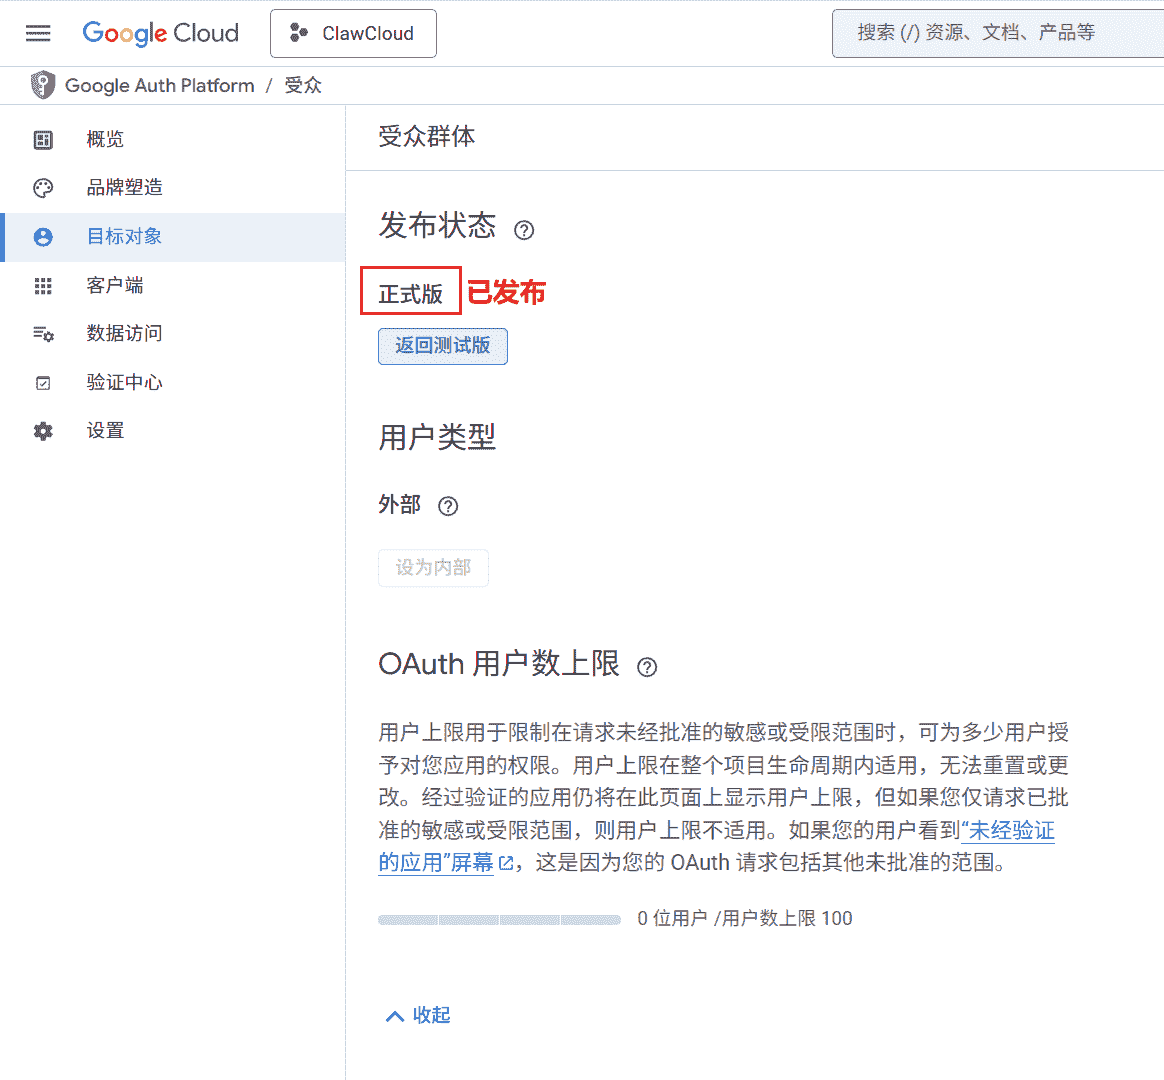 Google Cloud
ClawCloud
搜索 (/) 资源、文档、产品等
Google Auth Platform / 受众
概览
品牌塑造
目标对象
客户端
数据访问
验证中心
设置
受众群体
发布状态
正式版 已发布
返回测试版
用户类型
外部
设为内部
OAuth 用户数上限
用户上限用于限制在请求未经批准的敏感或受限范围时，可为多少用户授
予对您应用的权限。用户上限在整个项目生命周期内适用，无法重置或更
改。经过验证的应用仍将在此页面上显示用户上限，但如果您仅请求已批
准的敏感或受限范围，则用户上限不适用。如果您的用户看到“未经验证
的应用”屏幕，这是因为您的 OAuth 请求包括其他未批准的范围。
0 位用户 /用户数上限 100
收起